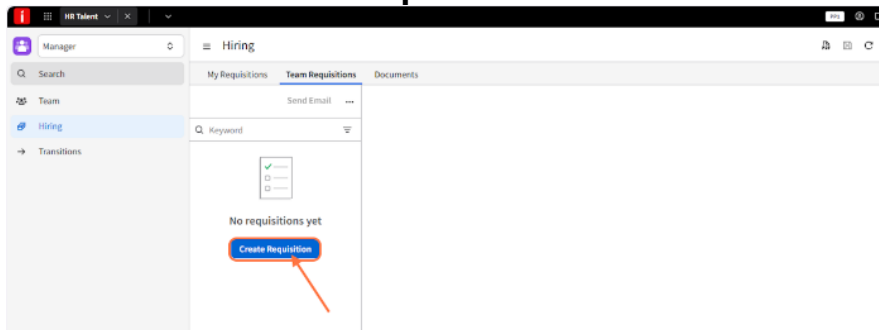 HR Talent
PP1
Manager
Hiring
Search
My Requisitions Team Requisitions Documents
Team
Send Email ...
Hiring
Keyword
Transitions
No requisitions yet
Create Requisition